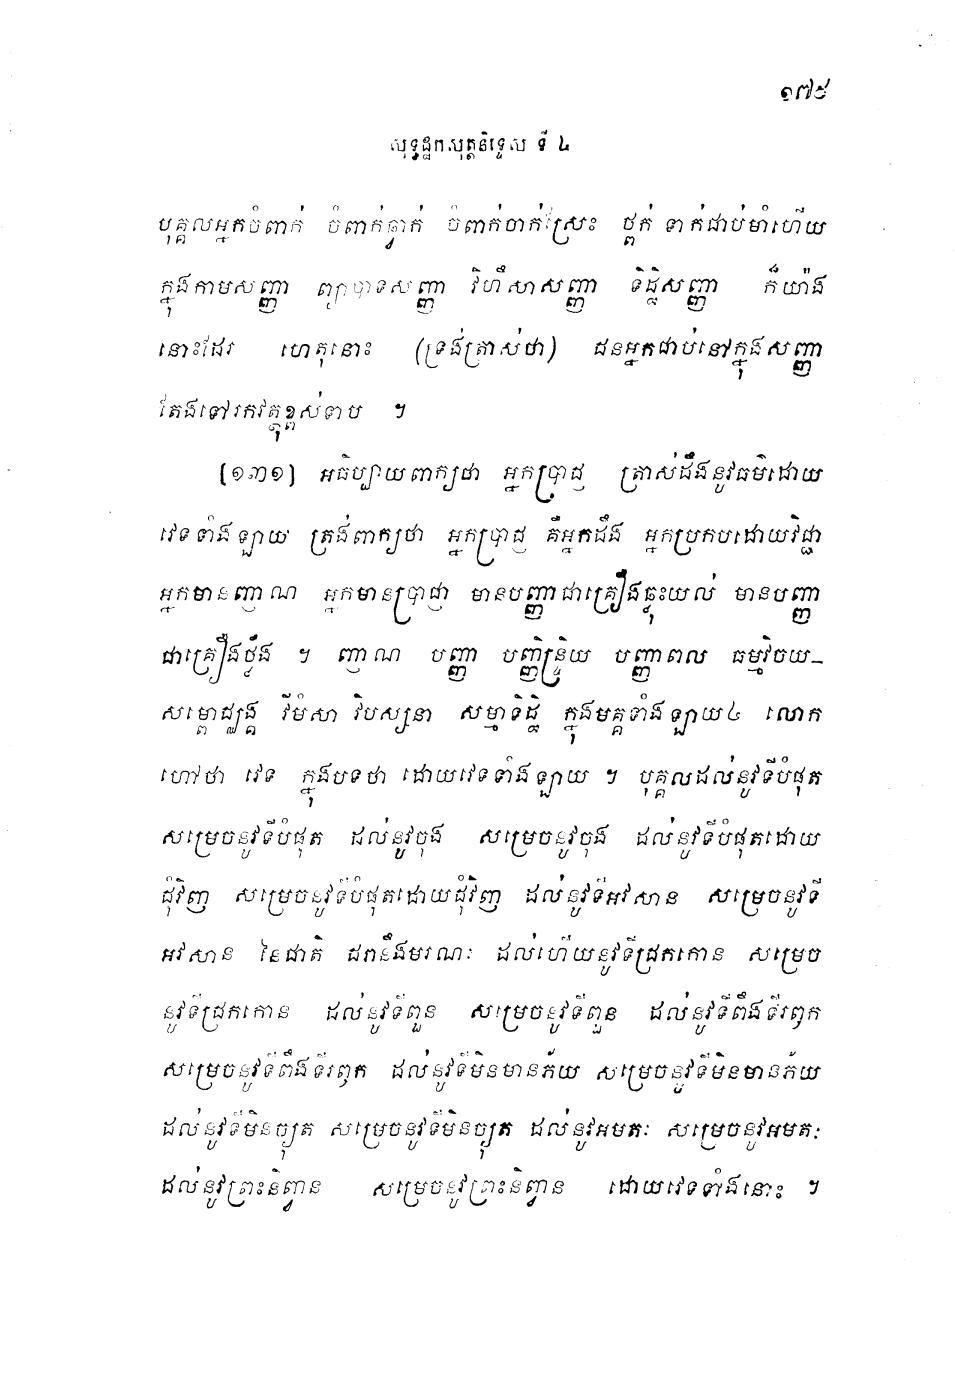 ១៧៩
សុទ្ធដ្ឋកសុត្តនិទ្ទេស ទី ៤
បុគ្គលអ្នកចំពាក់ ចំពាក់ធ្លាក់ ចំពាក់ចាក់ស្រែះ ថ្ពក់ ទាក់ជាប់មាំហើយ
ក្នុងកាមសញ្ញា ព្យាបាទសញ្ញា វិហឹសាសញ្ញា ទិដ្ឋិសញ្ញា ក៏យ៉ាង
នោះដែរ ហេតុនោះ (ទ្រង់ត្រាស់ថា) ជនអ្នកជាប់នៅក្នុងសញ្ញា
តែងទៅរកវត្ថុខ្ពស់ទាប ។
[១៣១] អធិប្បាយពាក្យថា អ្នកប្រាជ្ញ ត្រាស់ដឹងនូវធម៌ដោយ
វេទទាំងឡាយ ត្រង់ពាក្យថា អ្នកប្រាជ្ញ គឺអ្នកដឹង អ្នកប្រកបដោយវិជ្ជា
អ្នកមានញាណ អ្នកមានប្រាជ្ញា មានបញ្ញាជាគ្រឿងធ្លុះយល់ មានបញ្ញា
ជាគ្រឿងថ្លឹង ។ ញាណ បញ្ញា បញ្ញិន្ទ្រិយ បញ្ញាពល ធម្មវិចយ-
សម្ពោជ្ឈង្គ វីមំសា វិបស្សនា សម្មាទិដ្ឋិ ក្នុងមគ្គទាំងឡាយ៤ លោក
ហៅថា វេទ ក្នុងបទថា ដោយវេទទាំងឡាយ ។ បុគ្គលដល់នូវទីបំផុត
សម្រេចនូវទីបំផុត ដល់នូវចុង សម្រេចនូវចុង ដល់នូវទីបំផុតដោយ
ជុំវិញ សម្រេចនូវទីបំផុតដោយជុំវិញ ដល់នូវទីអវសាន សម្រេចនូវទី
អវសាន នៃជាតិ ជរានឹងមរណៈ ដល់ហើយនូវទីជ្រកកោន សម្រេច
នូវទីជ្រកកោន ដល់នូវទីពួន សម្រេចនូវទីពួន ដល់នូវទីពឹងទីរឭក
សម្រេចនូវទីពឹងទីរឭក ដល់នូវទីមិនមានភ័យ សម្រេចនូវទីមិនមានភ័យ
ដល់នូវទីមិនច្យុត សម្រេចនូវទីមិនច្យុត ដល់នូវអមតៈ សម្រេចនូវអមតៈ
ដល់នូវព្រះនិព្វាន សម្រេចនូវព្រះនិព្វាន ដោយវេទទាំងនោះ ។